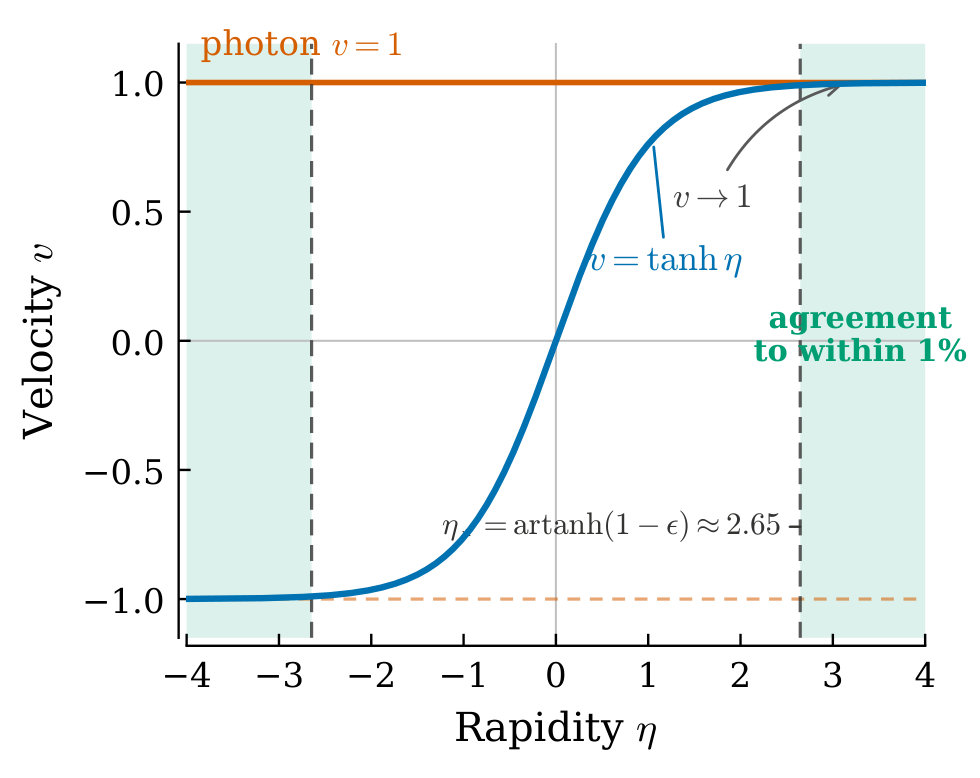 photon v = 1
1.0
0.5
0.0
−0.5
−1.0
v → 1
v = tanh η
agreement
to within 1%
= artanh(1 − ϵ) ≈ 2.65
−4 −3 −2 −1 0 1 2 3 4
Rapidity η
Velocity v